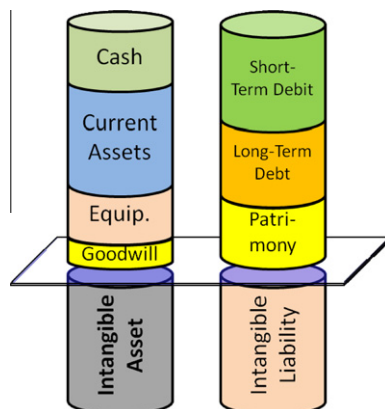 Cash
Current
Assets
Equip.
Goodwill
Intangible
Asset
Short-
Term Debit
Long-Term
Debt
Patri-
mony
Intangible
Liability